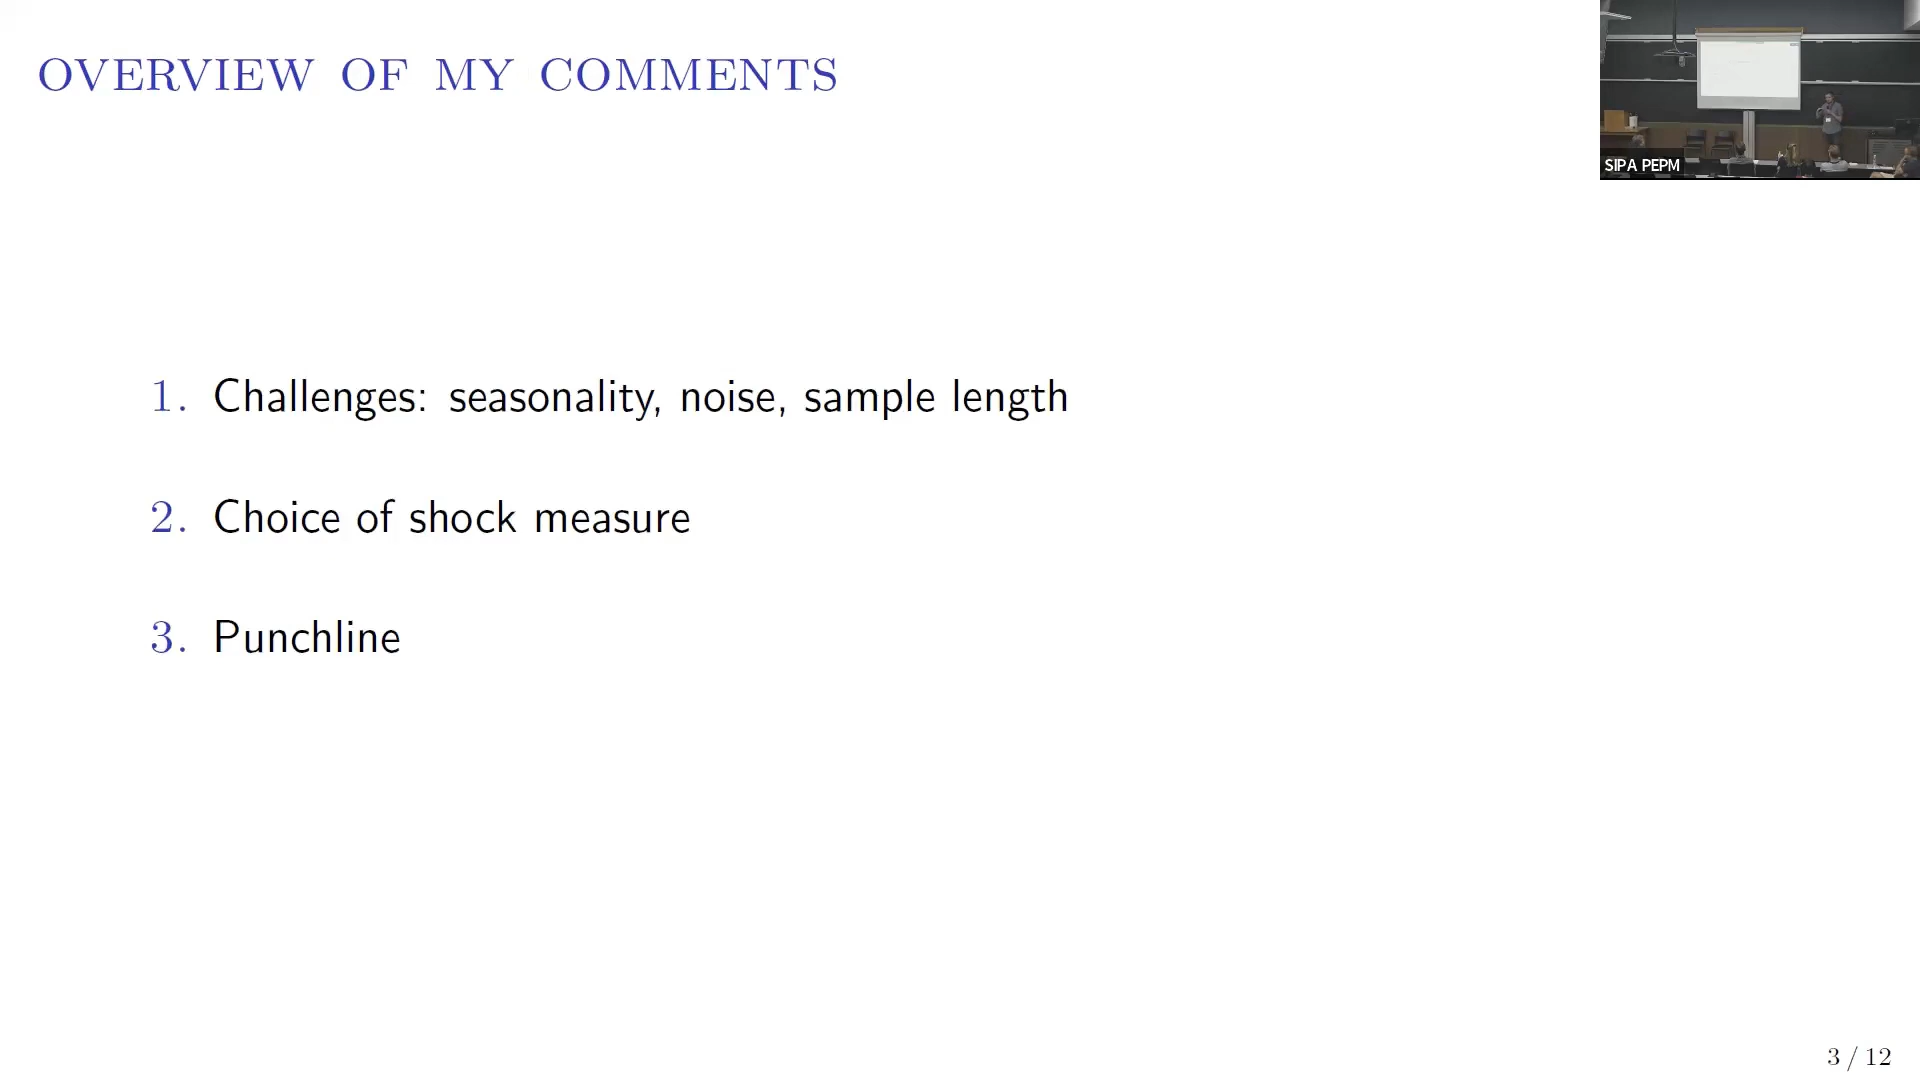 OVERVIEW OF MY COMMENTS
SIPA PEPM
1. Challenges: seasonality, noise, sample length
2. Choice of shock measure
3. Punchline
3 / 12